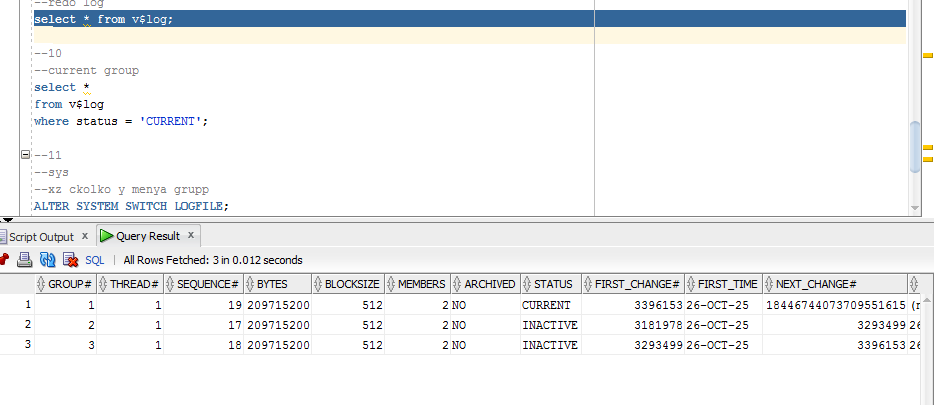 --redo log
select * from v$log;
--10
--current group
select *
from v$log
where status = 'CURRENT';
--11
--sys
--xz ckolko y menya grupp
ALTER SYSTEM SWITCH LOGFILE;
Script Output x Query Result x
SQL | All Rows Fetched: 3 in 0.012 seconds
GROUP# THREAD# SEQUENCE# BYTES BLOCKSIZE MEMBERS ARCHIVED STATUS FIRST_CHANGE# FIRST_TIME NEXT_CHANGE#
1 1 1 19 209715200 512 2 NO CURRENT 3396153 26-OCT-25 18446744073709551615 (n
2 2 1 17 209715200 512 2 NO INACTIVE 3181978 26-OCT-25 3293499 26
3 3 1 18 209715200 512 2 NO INACTIVE 3293499 26-OCT-25 3396153 26